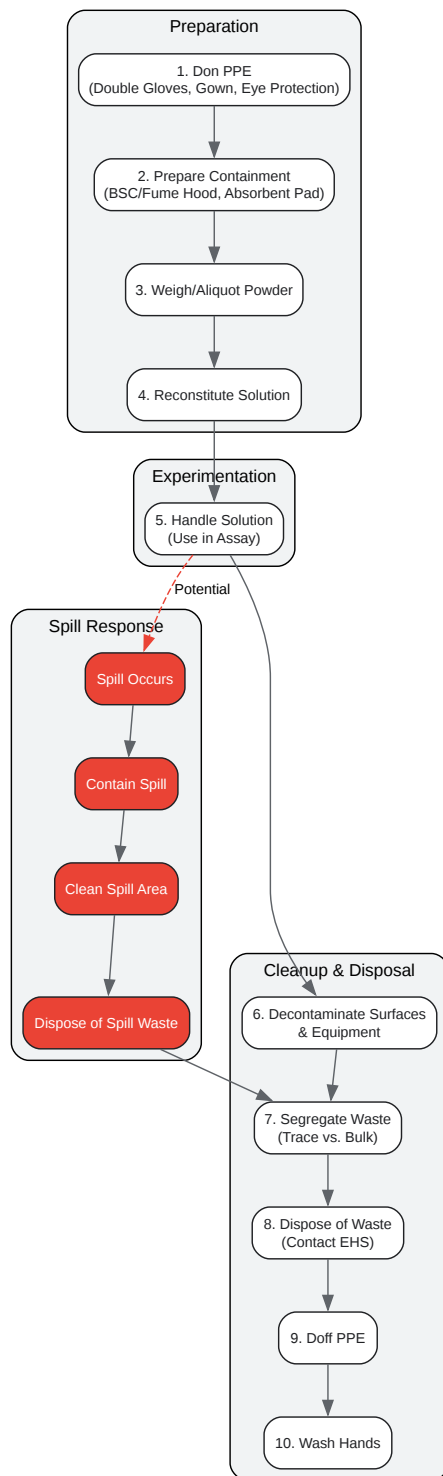 Preparation
1. Don PPE
(Double Gloves, Gown, Eye Protection)
2. Prepare Containment
(BSC/Fume Hood, Absorbent Pad)
3. Weigh/Aliquot Powder
4. Reconstitute Solution
Experimentation
5. Handle Solution
(Use in Assay)
Potential
Spill Response
Spill Occurs
Contain Spill
Clean Spill Area
Dispose of Spill Waste
Cleanup & Disposal
6. Decontaminate Surfaces
& Equipment
7. Segregate Waste
(Trace vs. Bulk)
8. Dispose of Waste
(Contact EHS)
9. Doff PPE
10. Wash Hands